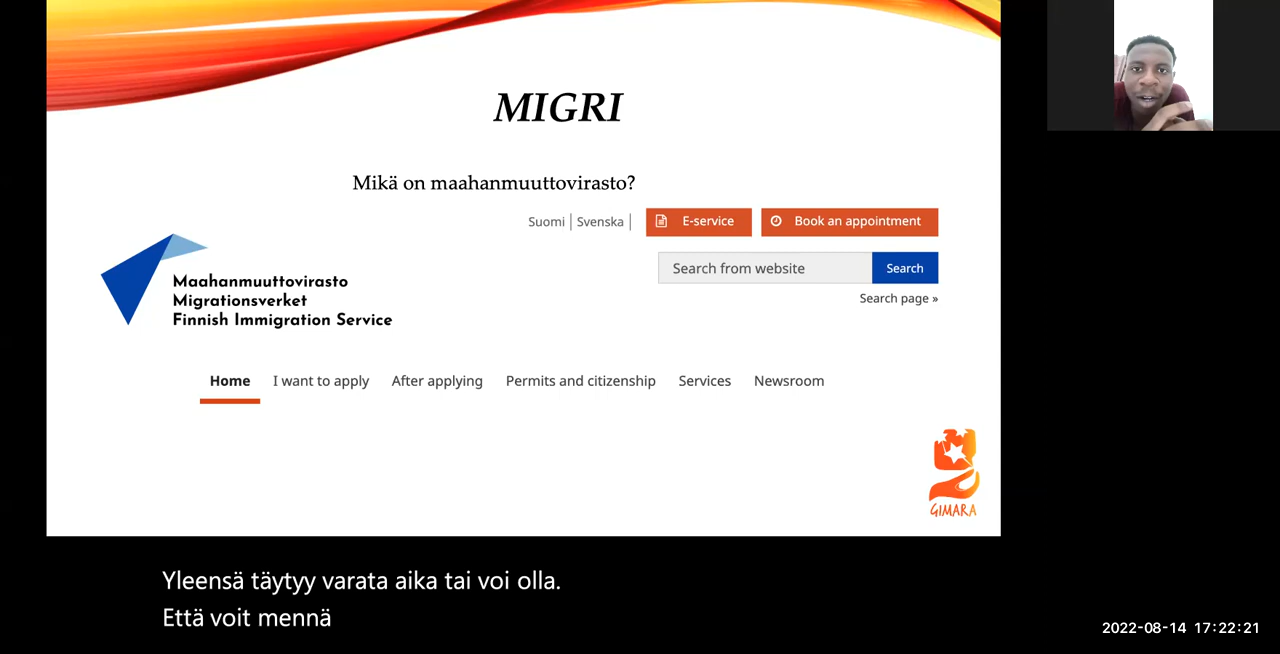 MIGRI
Mikä on maahanmuuttovirasto?
Suomi | Svenska |
E-service
Book an appointment
Search from website
Search
Search page »
Maahanmuuttovirasto
Migrationsverket
Finnish Immigration Service
Home I want to apply After applying Permits and citizenship Services Newsroom
GIMARA
Yleensä täytyy varata aika tai voi olla.
Että voit mennä
2022-08-14 17:22:21